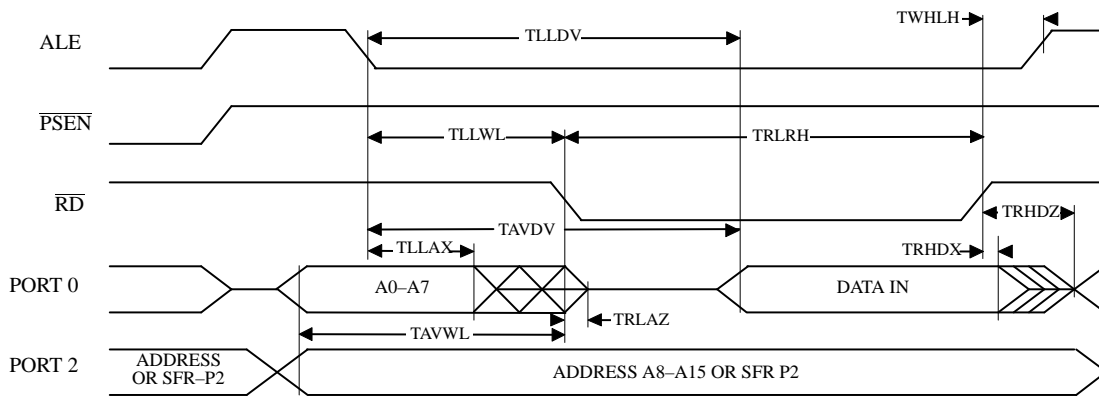 TWHLH
ALE
TLLDV
PSEN
TLLWL
TRLRH
RD
TAVDV
TRHDZ
TLLAX
TRHDX
PORT 0
A0–A7
DATA IN
TRLAZ
TAVWL
PORT 2
ADDRESS
OR SFR–P2
ADDRESS A8–A15 OR SFR P2